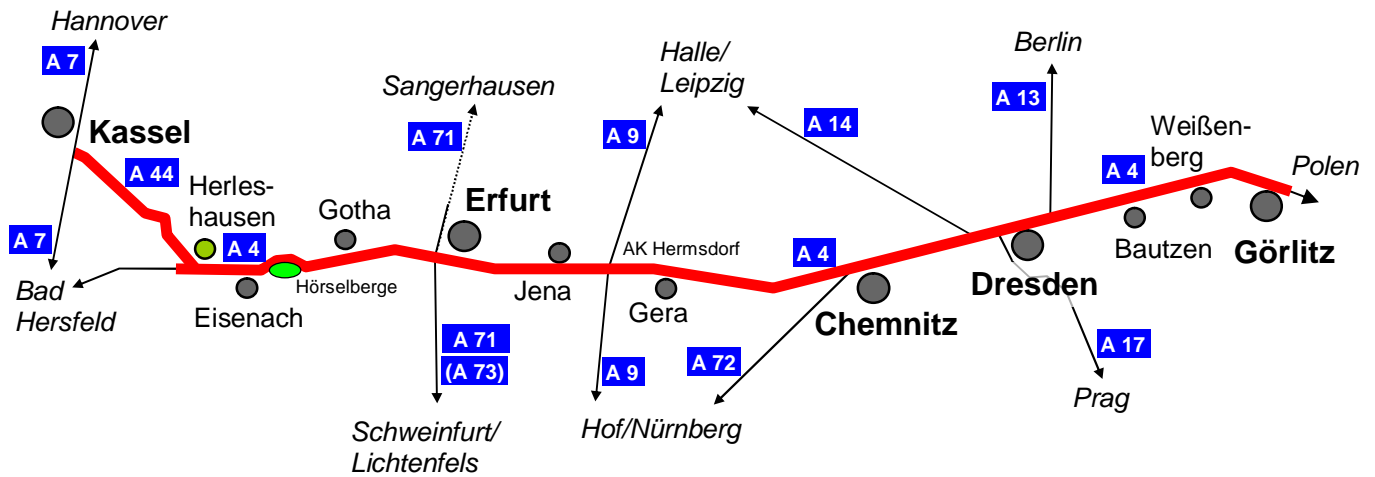 Hannover
A 7
Kassel
A 44
Herles-
hausen
A 7
A 4
Bad
Hersfeld
Eisenach
Hörselberge
Gotha
Sangerhausen
A 71
Erfurt
A 71
(A 73)
Schweinfurt/
Lichtenfels
Jena
Halle/
Leipzig
A 9
AK Hermsdorf
Gera
A 9
Hof/Nürnberg
A 72
A 14
A 4
Chemnitz
Berlin
A 13
Dresden
A 17
Prag
A 4
Weißen-
berg
Bautzen
Polen
Görlitz